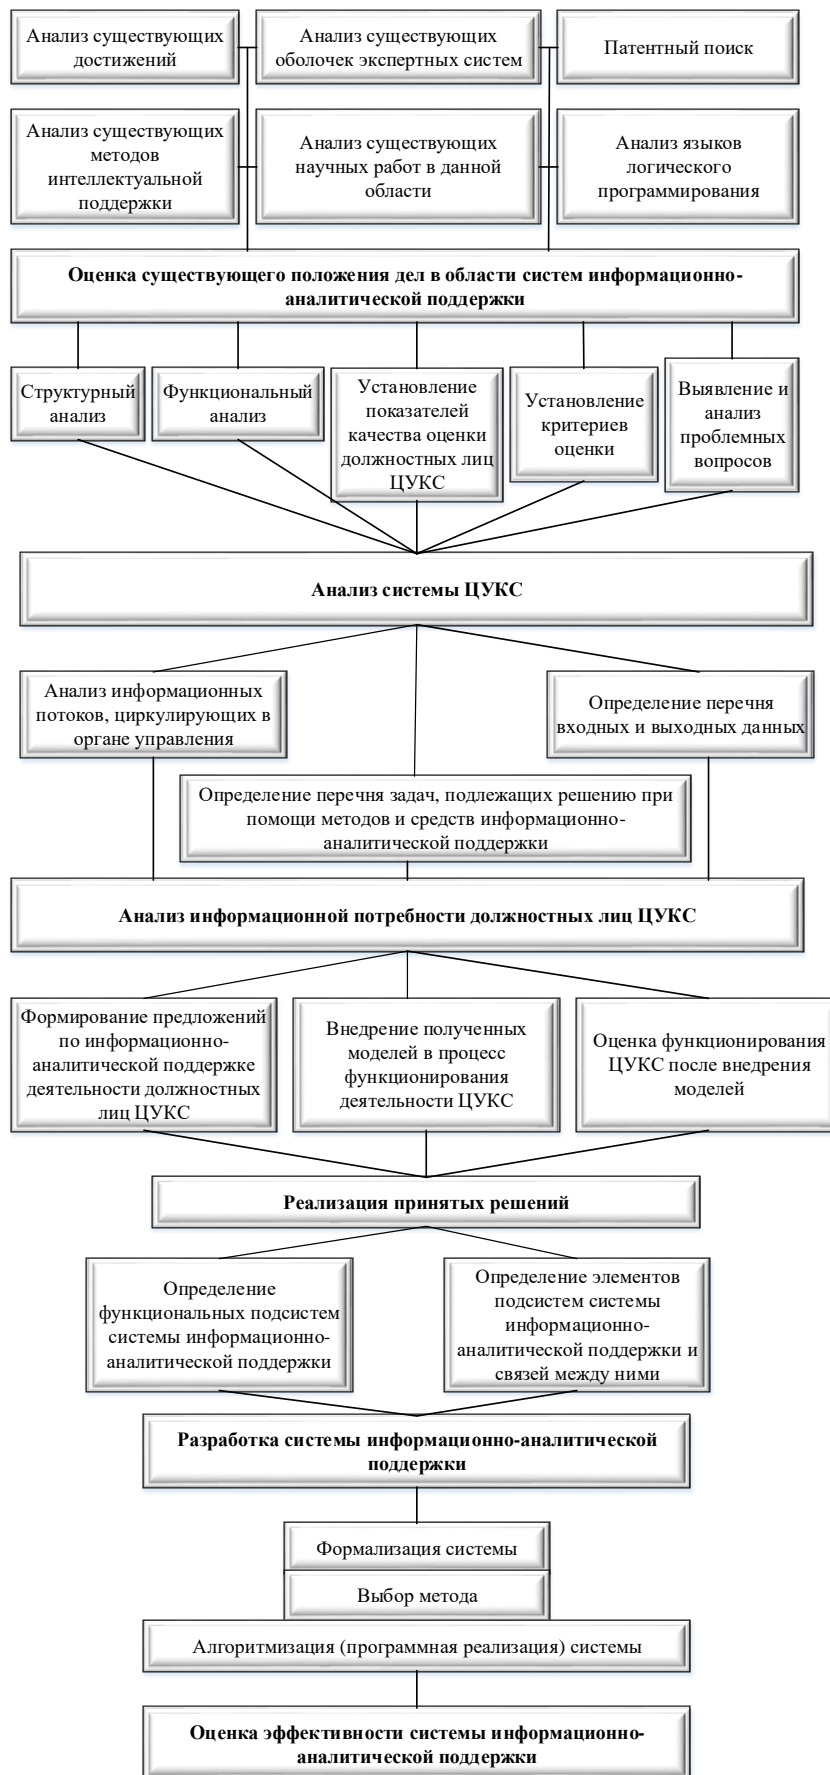 Анализ существующих
достижений
Анализ существующих
оболочек экспертных систем
Патентный поиск
Анализ существующих
методов
интеллектуальной
поддержки
Анализ существующих
научных работ в данной
области
Анализ языков
логического
программирования
Оценка существующего положения дел в области систем информационно-
аналитической поддержки
Структурный
анализ
Функциональный
анализ
Установление
показателей
качества оценки
должностных лиц
ЦУКС
Установление
критериев
оценки
Выявление и
анализ
проблемных
вопросов
Анализ системы ЦУКС
Анализ информационных
потоков, циркулирующих в
органе управления
Определение перечня
входных и выходных данных
Определение перечня задач, подлежащих решению при
помощи методов и средств информационно-
аналитической поддержки
Анализ информационной потребности должностных лиц ЦУКС
Формирование предложений
по информационно-
аналитической поддержке
деятельности должностных
лиц ЦУКС
Внедрение полученных
моделей в процесс
функционирования
деятельности ЦУКС
Оценка функционирования
ЦУКС после внедрения
моделей
Реализация принятых решений
Определение
функциональных подсистем
системы информационно-
аналитической поддержки
Определение элементов
подсистем системы
информационно-
аналитической поддержки и
связей между ними
Разработка системы информационно-аналитической
поддержки
Формализация системы
Выбор метода
Алгоритмизация (программная реализация) системы
Оценка эффективности системы информационно-
аналитической поддержки